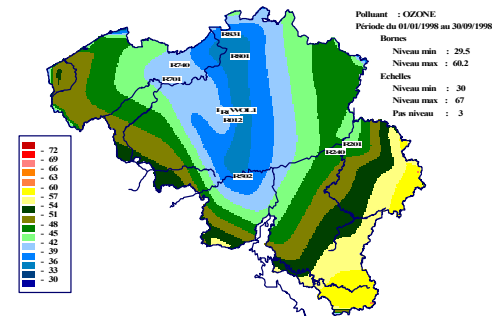 Polluant : OZONE
Période du 01/01/1998 au 30/09/1998
Bornes
Niveau min : 29.5
Niveau max : 60.2
Echelles
Niveau min : 30
Niveau max : 67
Pas niveau : 3
R831
R801
R740
R701
WOL1
R012
R502
R201
R240
- 72
- 69
- 66
- 63
- 60
- 57
- 54
- 51
- 48
- 45
- 42
- 39
- 36
- 33
- 30